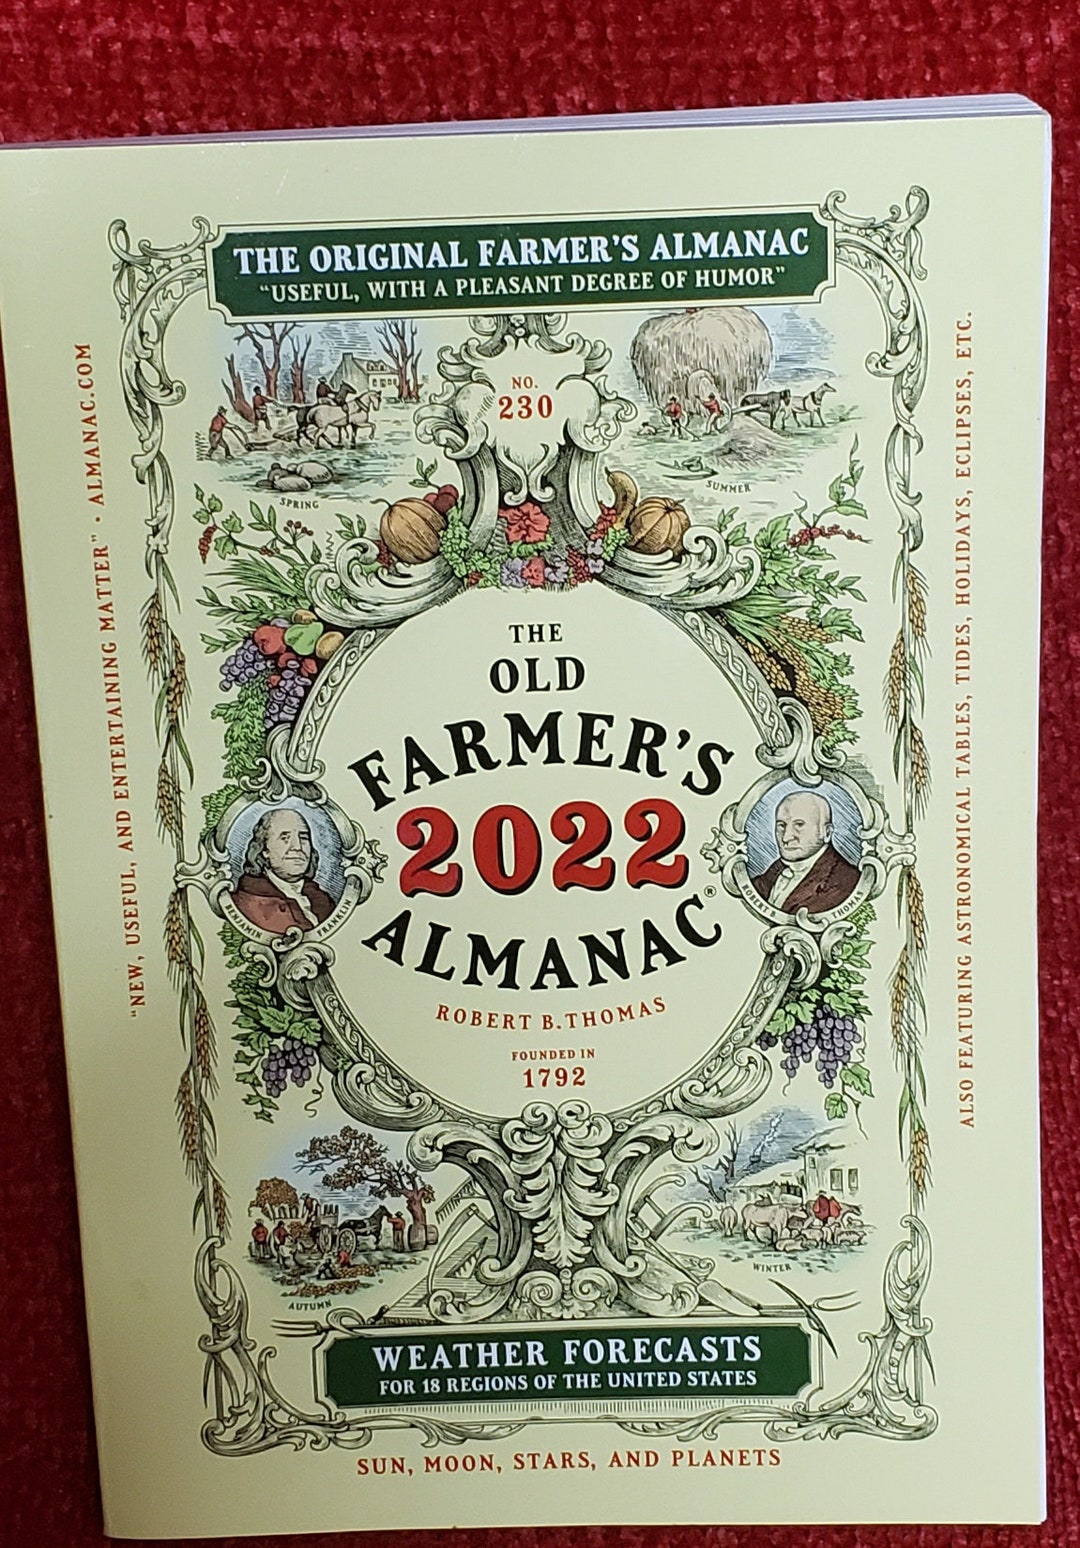 THE ORIGINAL FARMER'S ALMANAC
"USEFUL, WITH A PLEASANT DEGREE OF HUMOR"
NO.
230
SPRING
SUMMER
THE
OLD
FARMER'S
2022
ALMANAC®
BENJAMIN FRANKLIN
ROBERT B. THOMAS
ROBERT B. THOMAS
FOUNDED IN
1792
AUTUMN
WINTER
WEATHER FORECASTS
FOR 18 REGIONS OF THE UNITED STATES
SUN, MOON, STARS, AND PLANETS
"NEW, USEFUL, AND ENTERTAINING MATTER" · ALMANAC.COM
ALSO FEATURING ASTRONOMICAL TABLES, TIDES, HOLIDAYS, ECLIPSES, ETC.